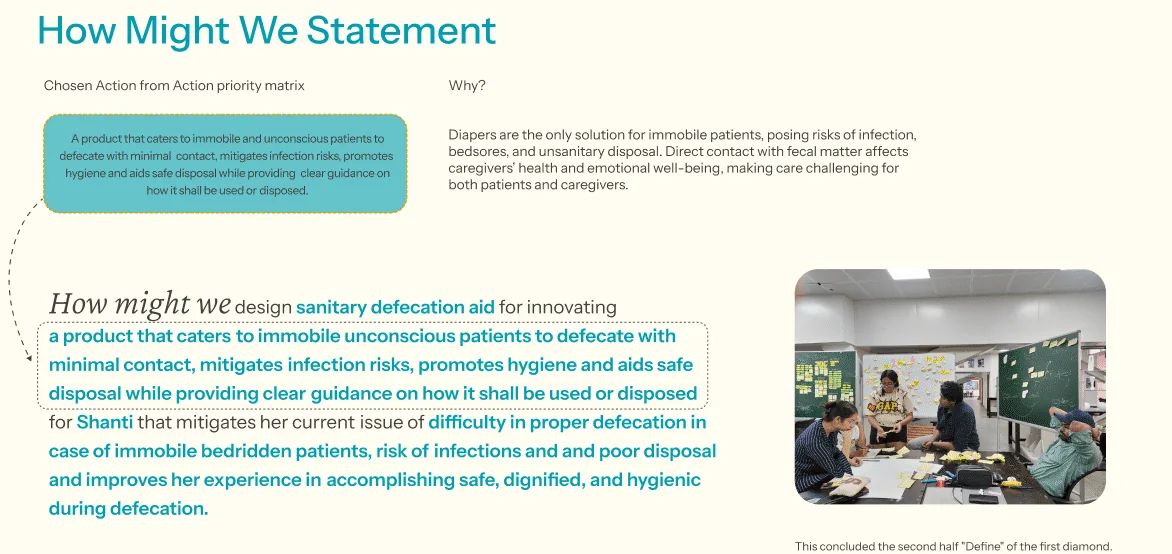 How Might We Statement
Chosen Action from Action priority matrix
Why?
A product that caters to immobile and unconscious patients to
defecate with minimal contact, mitigates infection risks, promotes
hygiene and aids safe disposal while providing clear guidance on
how it shall be used or disposed.
Diapers are the only solution for immobile patients, posing risks of infection,
bedsores, and unsanitary disposal. Direct contact with fecal matter affects
caregivers' health and emotional well-being, making care challenging for
both patients and caregivers.
How might we design sanitary defecation aid for innovating
a product that caters to immobile unconscious patients to defecate with
minimal contact, mitigates infection risks, promotes hygiene and aids safe
disposal while providing clear guidance on how it shall be used or disposed
for Shanti that mitigates her current issue of difficulty in proper defecation in
case of immobile bedridden patients, risk of infections and and poor disposal
and improves her experience in accomplishing safe, dignified, and hygienic
during defecation.
GAP
This concluded the second half "Define" of the first diamond.